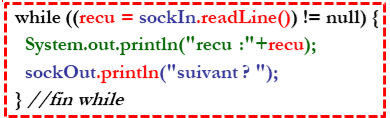 while ((recu = sockIn.readLine()) != null) {
System.out.println("recu :"+recu);
sockOut.println("suivant ? ");
} //fin while